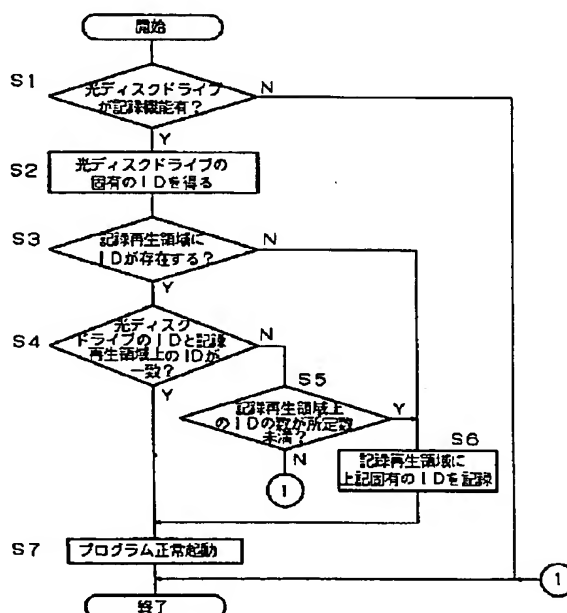 開始
S1
光ディスクドライブ
が記録機能有?
N
Y
S2
光ディスクドライブの
固有のIDを得る
S3
記録再生領域に
IDが存在する?
N
Y
S4
光ディスク
ドライブのIDと記録
再生領域上のIDが
一致?
N
Y
S5
記録再生領域上
のIDの数が所定数
未満?
Y
N
1
S6
記録再生領域に
上記固有のIDを記録
S7
プログラム正常起動
1
終了